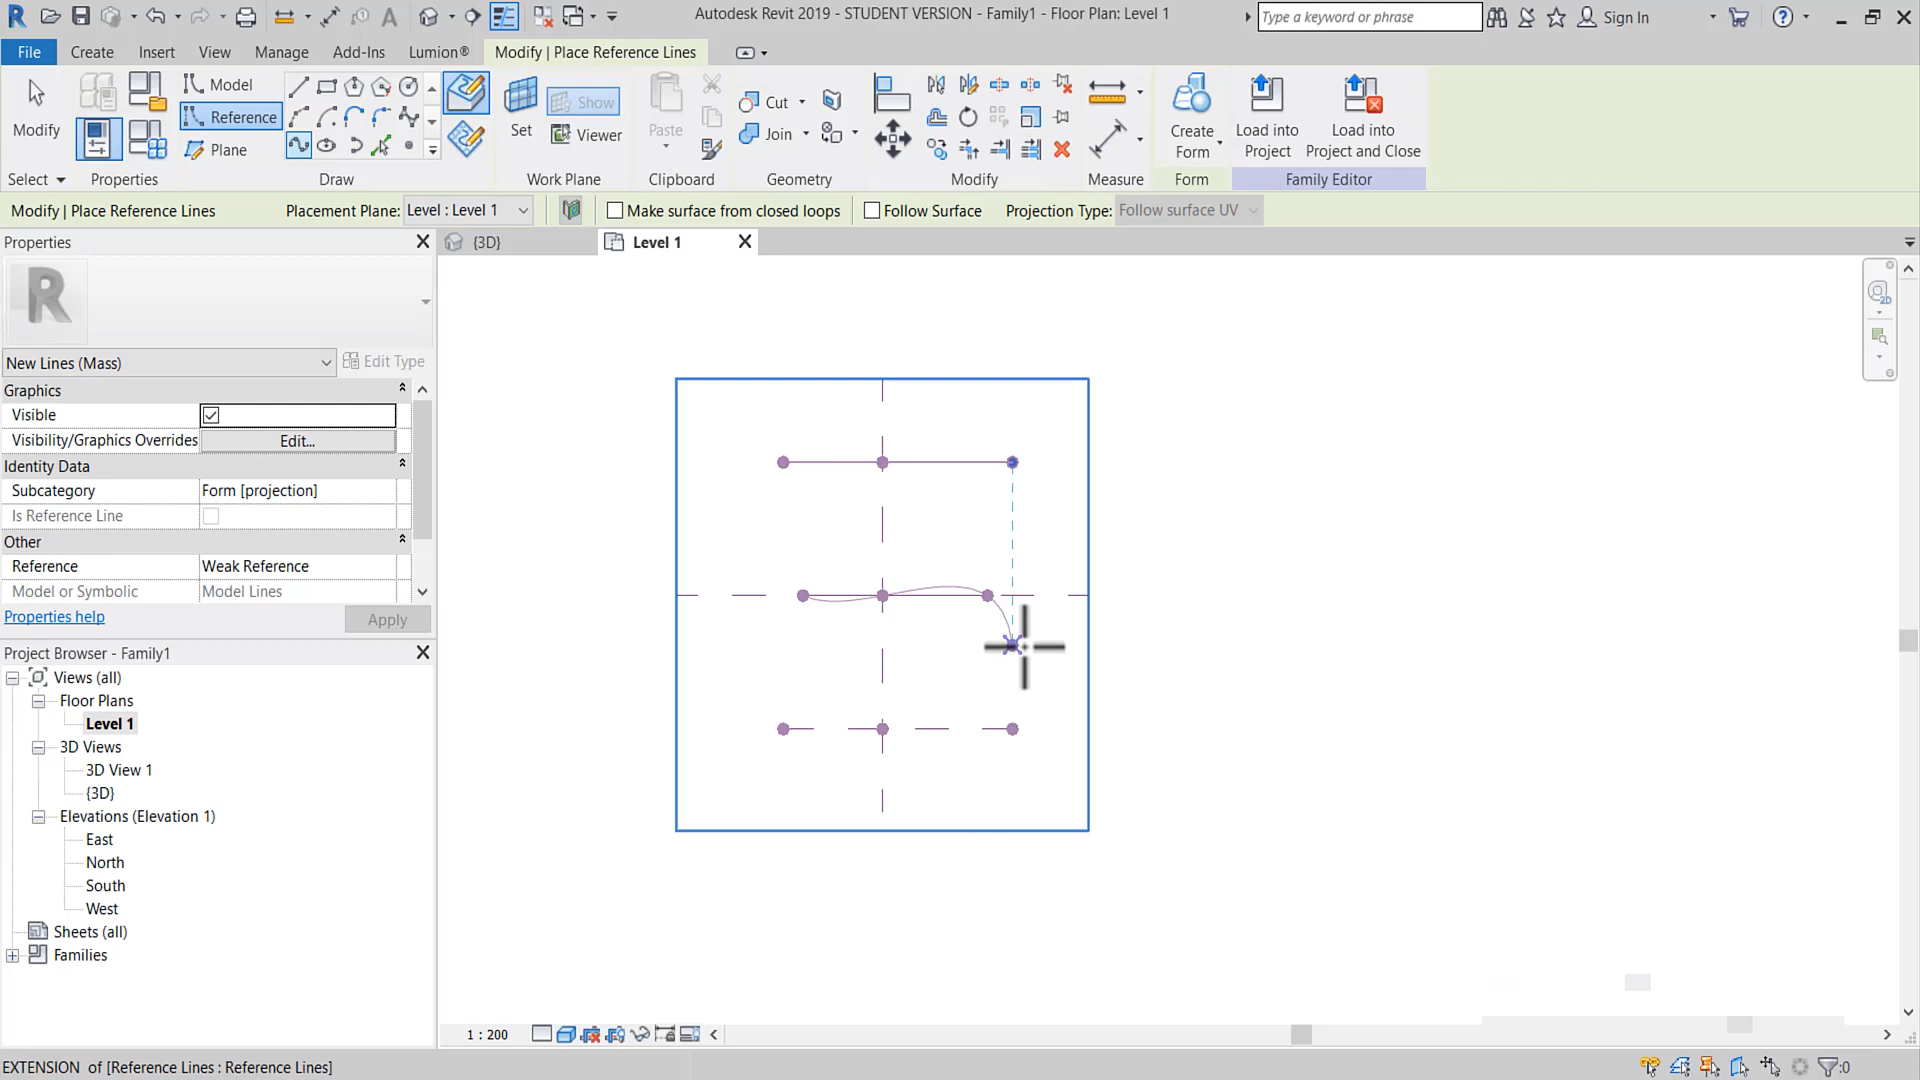 Autodesk Revit 2019 - STUDENT VERSION - Family1 - Floor Plan: Level 1
Type a keyword or phrase
Sign In
File Create Insert View Manage Add-Ins Lumion® Modify | Place Reference Lines
Modify
Model
Reference
Plane
Set
Show
Viewer
Paste
Cut
Join
Create
Form
Load into
Project
Load into
Project and Close
Select Properties Draw Work Plane Clipboard Geometry Modify Measure Form Family Editor
Modify | Place Reference Lines Placement Plane: Level : Level 1 Make surface from closed loops Follow Surface Projection Type: Follow surface UV
Properties
{3D}
Level 1
R
2D
New Lines (Mass) Edit Type
Graphics
Visible
Visibility/Graphics Overrides Edit...
Identity Data
Subcategory Form [projection]
Is Reference Line
Other
Reference Weak Reference
Model or Symbolic Model Lines
Properties help Apply
Project Browser - Family1
Views (all)
Floor Plans
Level 1
3D Views
3D View 1
{3D}
Elevations (Elevation 1)
East
North
South
West
Sheets (all)
Families
1 : 200
EXTENSION of [Reference Lines : Reference Lines]
:0